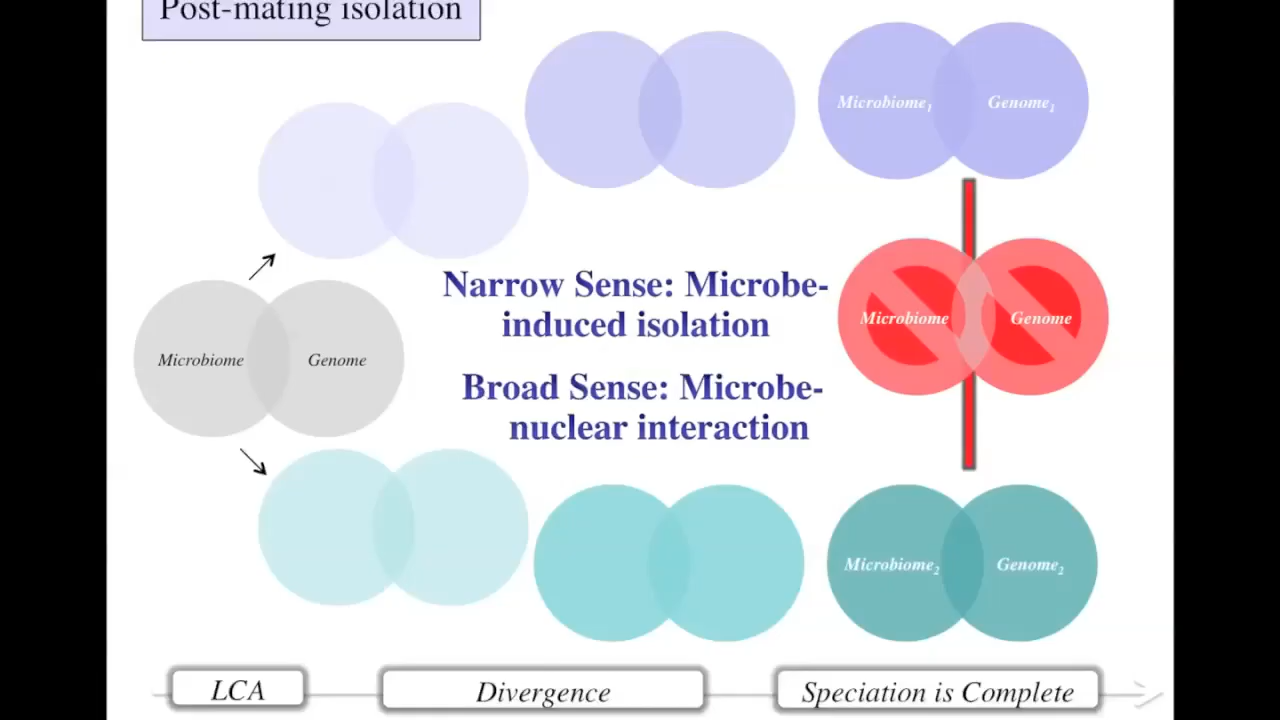 Post-mating isolation
Microbiome₁ Genome₁
Narrow Sense: Microbe-
induced isolation
Microbiome Genome
Microbiome Genome
Broad Sense: Microbe-
nuclear interaction
Microbiome₂ Genome₂
LCA Divergence Speciation is Complete